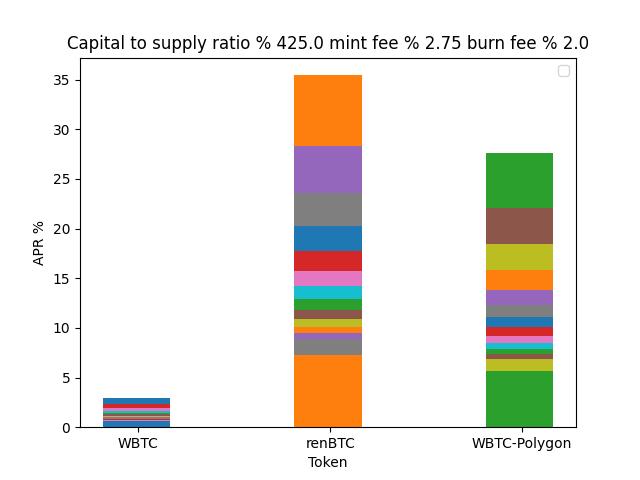 Capital to supply ratio % 425.0 mint fee % 2.75 burn fee % 2.0
35
30
25
20
15
10
5
0
APR %
WBTC
renBTC
WBTC-Polygon
Token